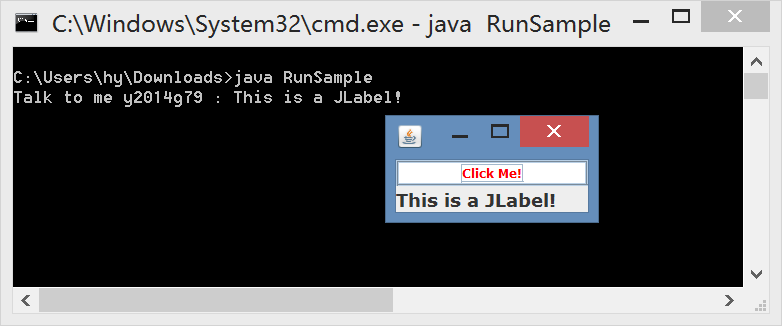 C:\Windows\System32\cmd.exe - java  RunSample
C:\Users\hy\Downloads>java RunSample
Talk to me y2014g79 : This is a JLabel!
Click Me!
This is a JLabel!